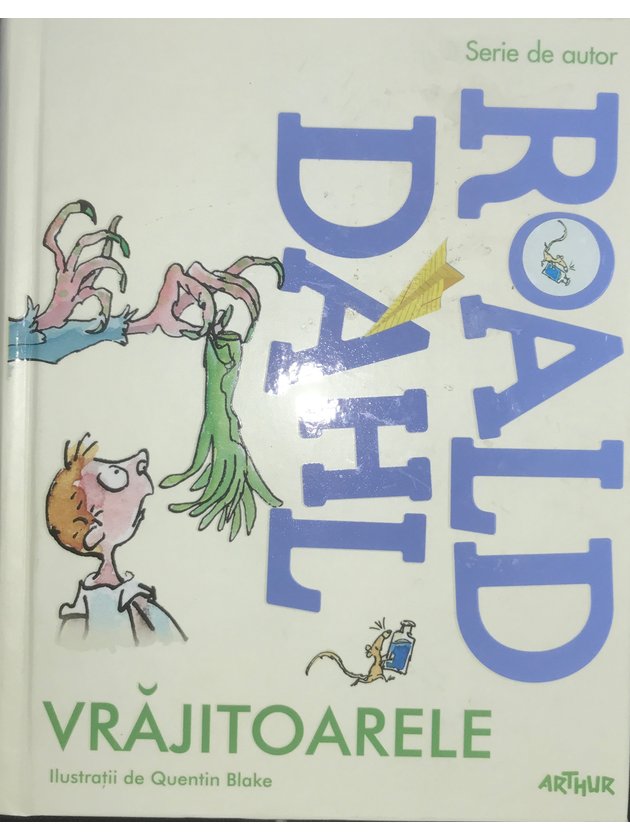 Serie de autor
ROALD
DAHL
VRĂJITOARELE
Ilustrații de Quentin Blake
ARTHUR